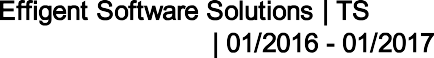 Effigent Software Solutions | TS
| 01/2016 - 01/2017